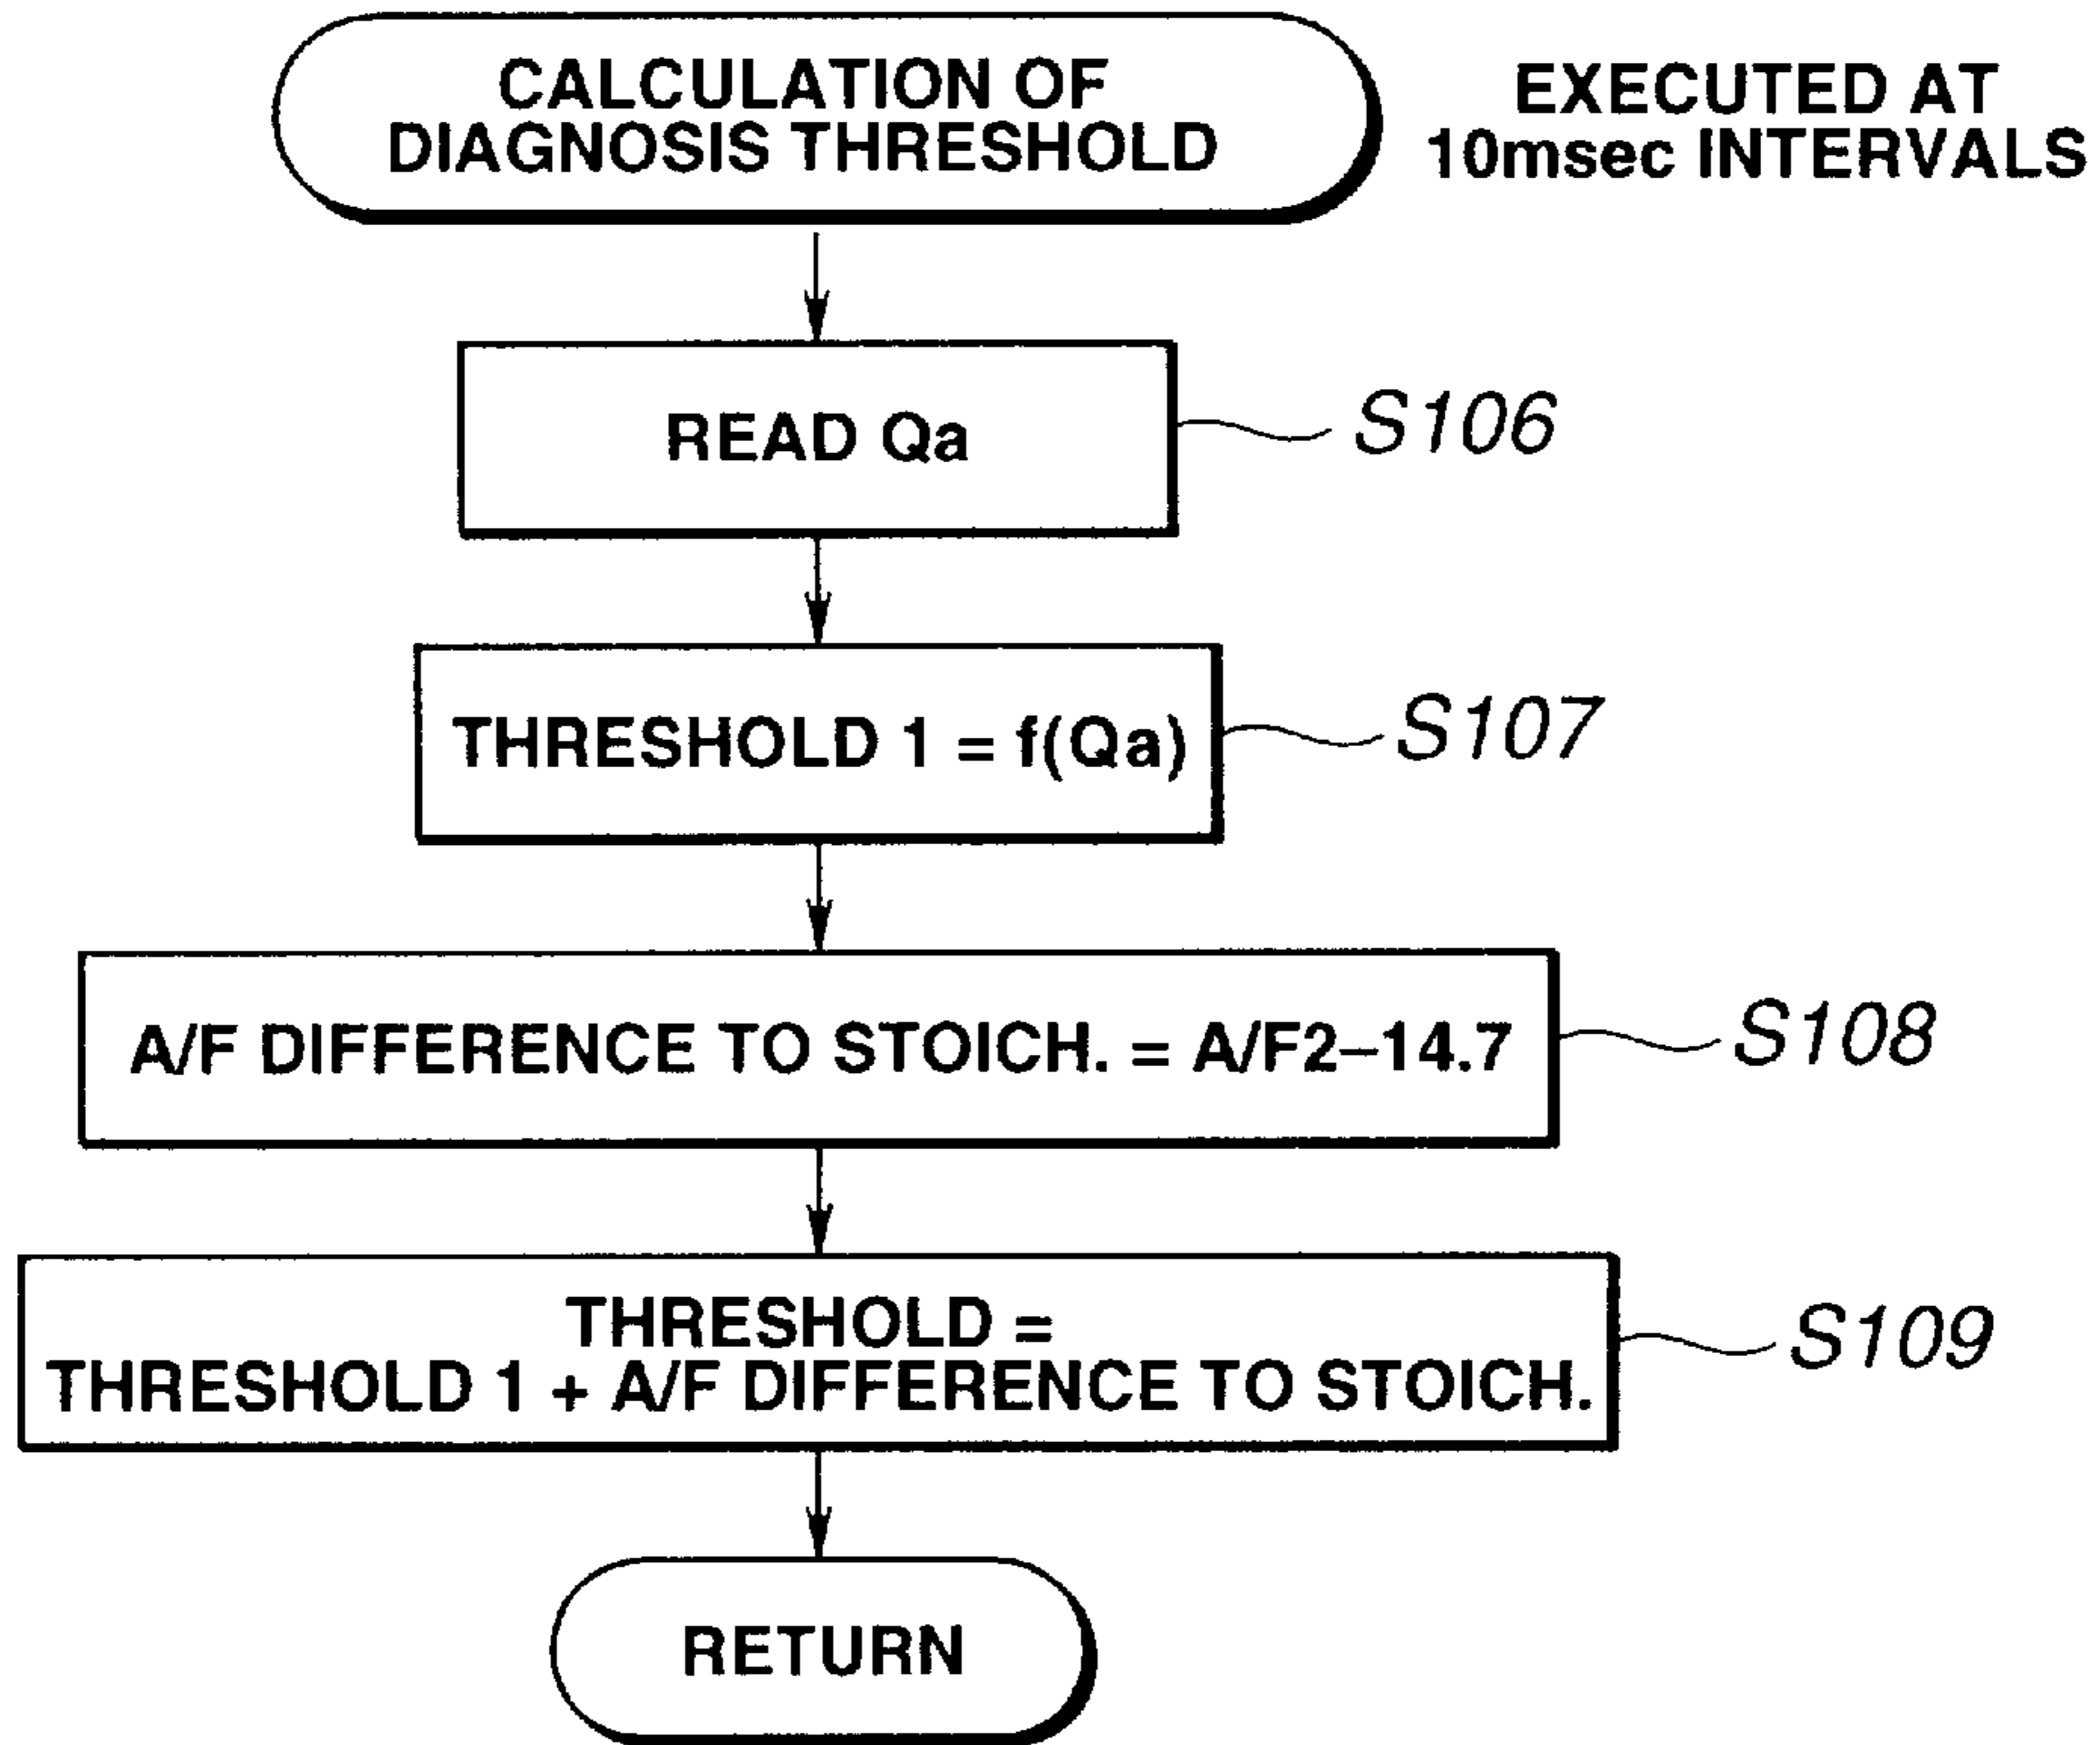 CALCULATION OF
DIAGNOSIS THRESHOLD
EXECUTED AT
10msec INTERVALS
READ Qa
S106
THRESHOLD 1 = f(Qa)
S107
A/F DIFFERENCE TO STOICH. = A/F2–14.7
S108
THRESHOLD =
THRESHOLD 1 + A/F DIFFERENCE TO STOICH.
S109
RETURN